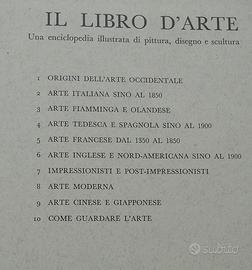 IL LIBRO D'ARTE
Una enciclopedia illustrata di pittura, disegno e scultura
1 ORIGINI DELL'ARTE OCCIDENTALE
2 ARTE ITALIANA SINO AL 1850
3 ARTE FIAMMINGA E OLANDESE
4 ARTE TEDESCA E SPAGNOLA SINO AL 1900
5 ARTE FRANCESE DAL 1350 AL 1850
6 ARTE INGLESE E NORD-AMERICANA SINO AL 1900
7 IMPRESSIONISTI E POST-IMPRESSIONISTI
8 ARTE MODERNA
9 ARTE CINESE E GIAPPONESE
10 COME GUARDARE L'ARTE
subito